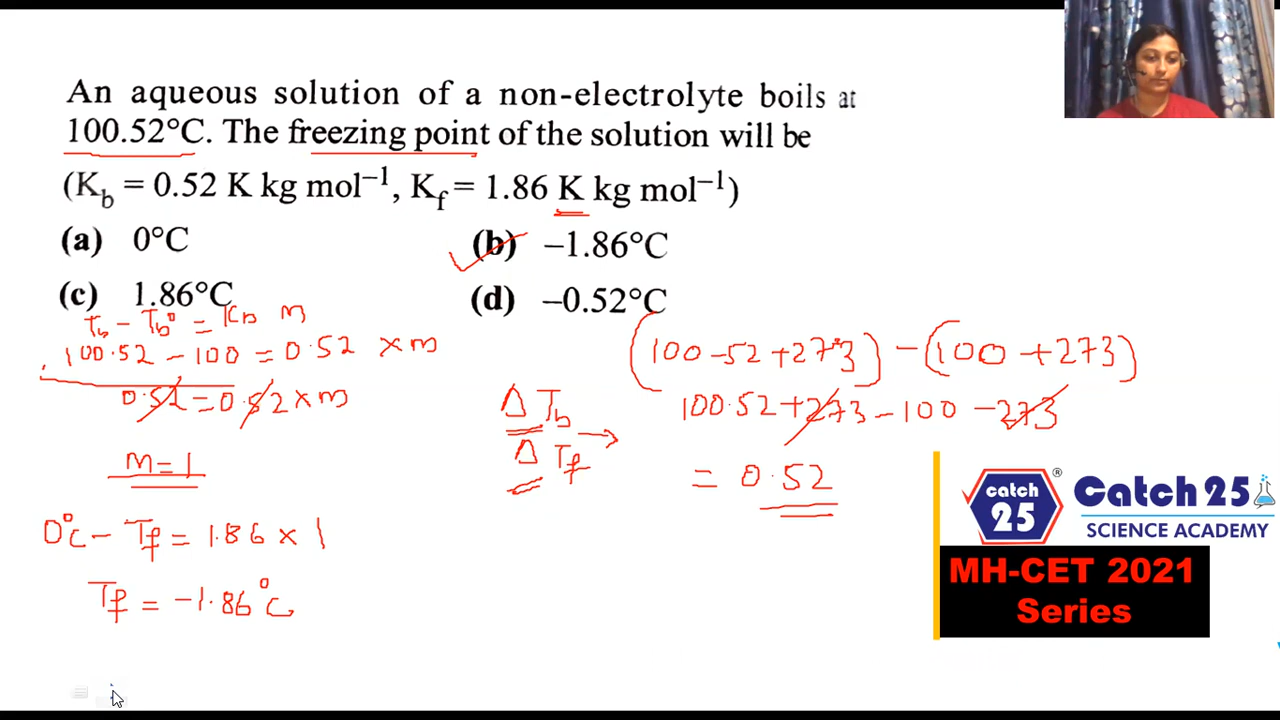 An aqueous solution of a non-electrolyte boils at
100.52°C. The freezing point of the solution will be
(K_b = 0.52 K kg mol⁻¹, K_f = 1.86 K kg mol⁻¹)
(a) 0°C (b) –1.86°C
(c) 1.86°C (d) –0.52°C
T_b – T_b° = K_b m
100.52 – 100 = 0.52 × m
0.52 = 0.52 × m
m = 1
0°C – T_f = 1.86 × 1
T_f = –1.86°C
Δ T_b
Δ T_f →
(100-52+273) – (100 + 273)
100.52 + 273 – 100 – 273
= 0.52
catch
25
®
Catch 25
SCIENCE ACADEMY
MH-CET 2021
Series